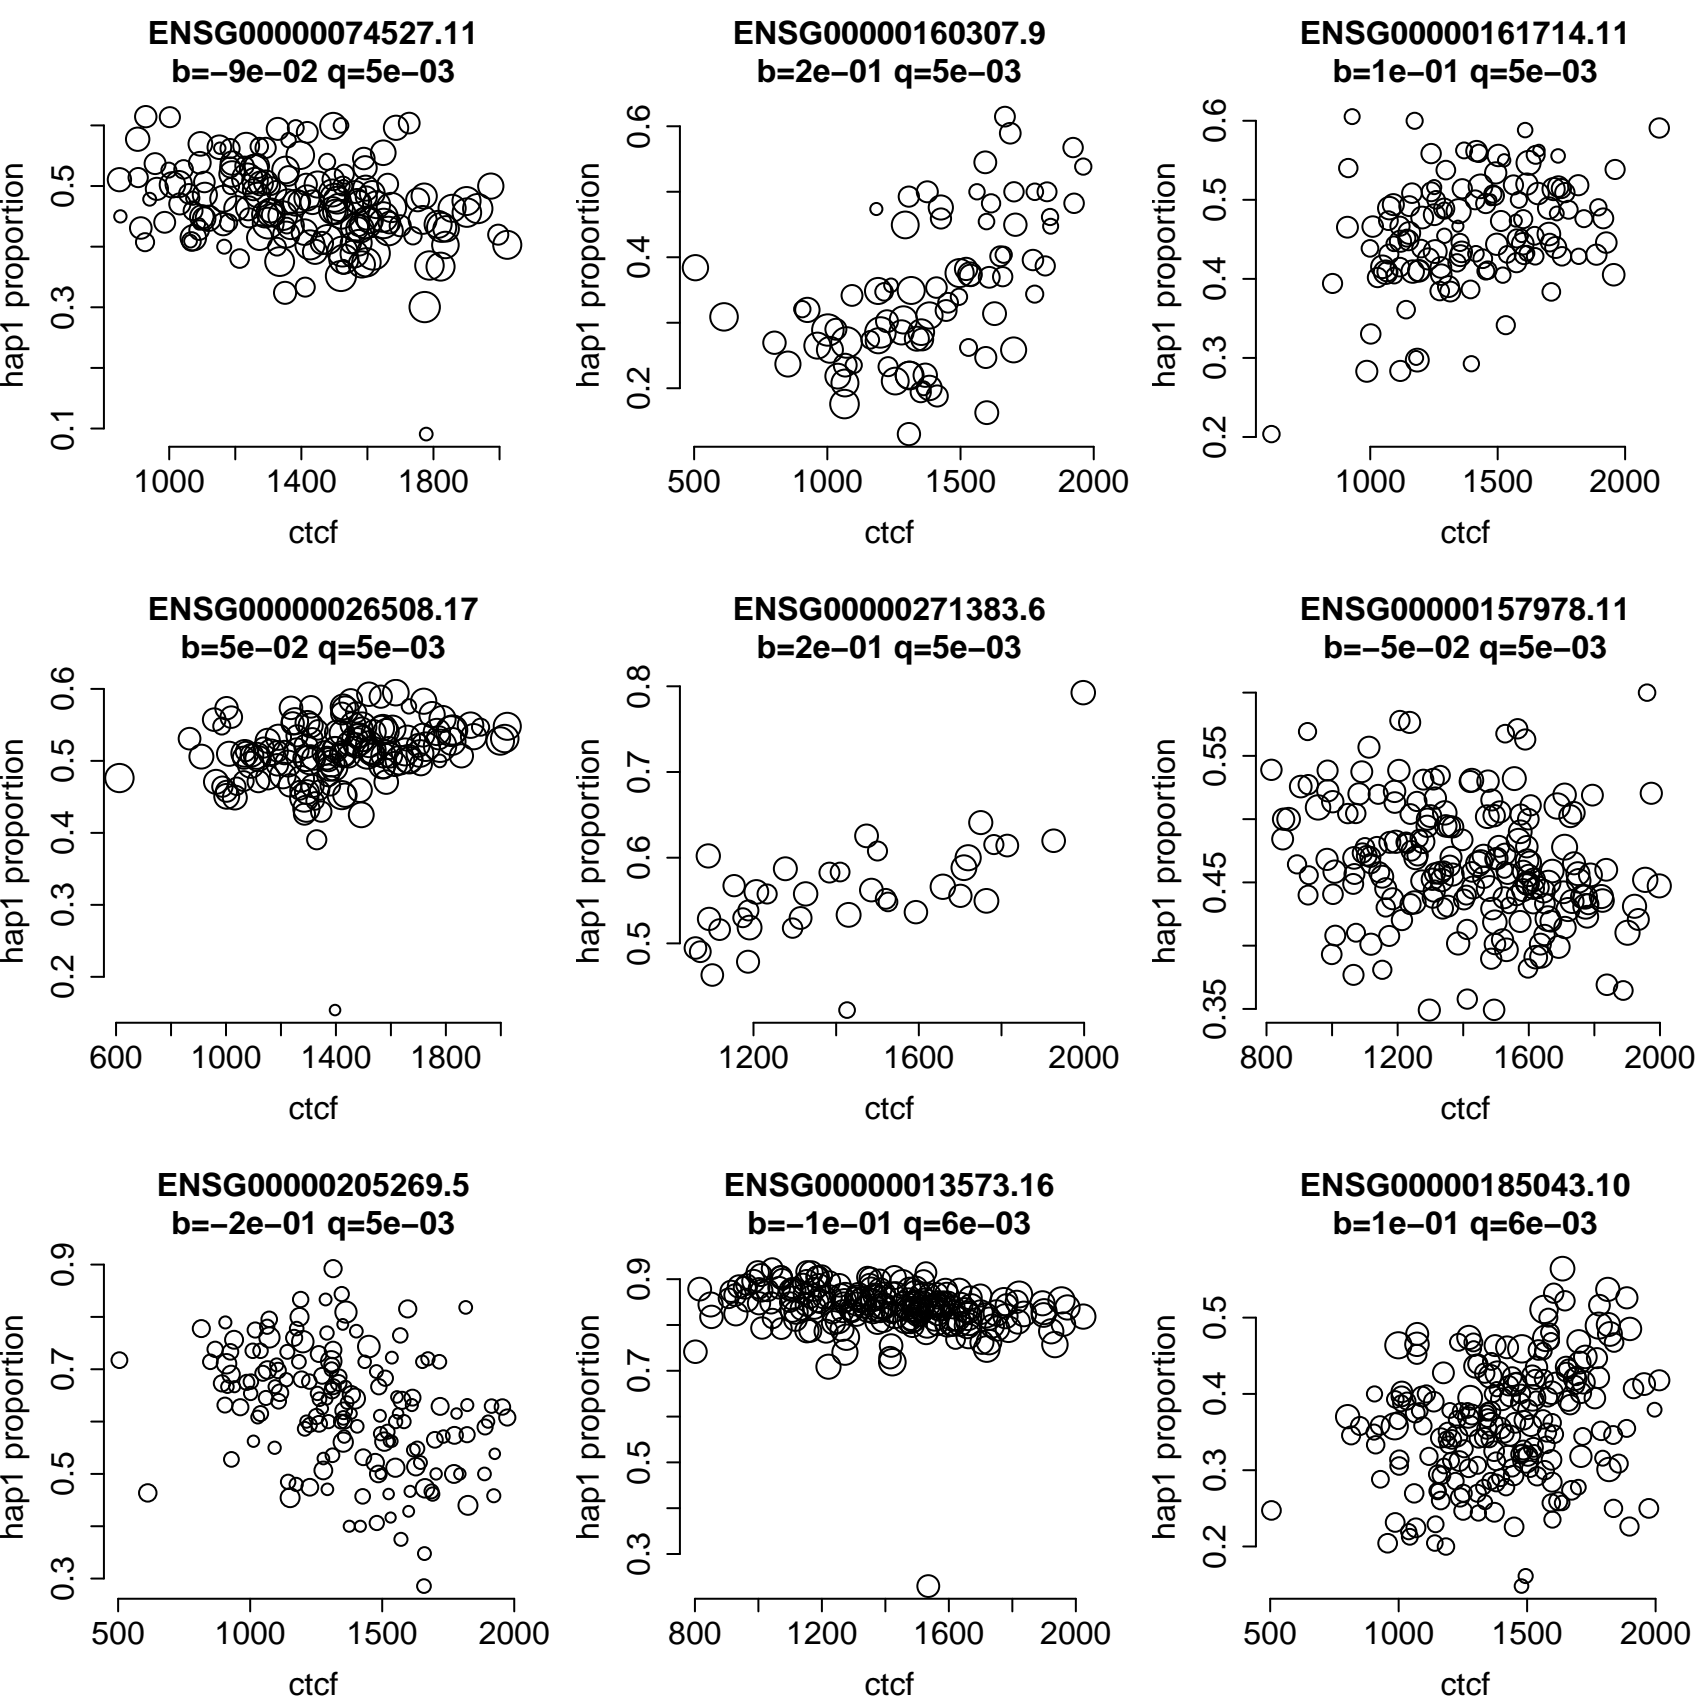 ENSG00000074527.11
b=−9e−02 q=5e−03
hap1 proportion
0.1 0.3 0.5
1000 1400 1800
ctcf
ENSG00000160307.9
b=2e−01 q=5e−03
hap1 proportion
0.2 0.4 0.6
500 1000 1500 2000
ctcf
ENSG00000161714.11
b=1e−01 q=5e−03
hap1 proportion
0.2 0.3 0.4 0.5 0.6
1000 1500 2000
ctcf
ENSG00000026508.17
b=5e−02 q=5e−03
hap1 proportion
0.2 0.3 0.4 0.5 0.6
600 1000 1400 1800
ctcf
ENSG00000271383.6
b=2e−01 q=5e−03
hap1 proportion
0.5 0.6 0.7 0.8
1200 1600 2000
ctcf
ENSG00000157978.11
b=−5e−02 q=5e−03
hap1 proportion
0.35 0.45 0.55
800 1200 1600 2000
ctcf
ENSG00000205269.5
b=−2e−01 q=5e−03
hap1 proportion
0.3 0.5 0.7 0.9
500 1000 1500 2000
ctcf
ENSG00000013573.16
b=−1e−01 q=6e−03
hap1 proportion
0.3 0.5 0.7 0.9
800 1200 1600 2000
ctcf
ENSG00000185043.10
b=1e−01 q=6e−03
hap1 proportion
0.2 0.3 0.4 0.5
500 1000 1500 2000
ctcf